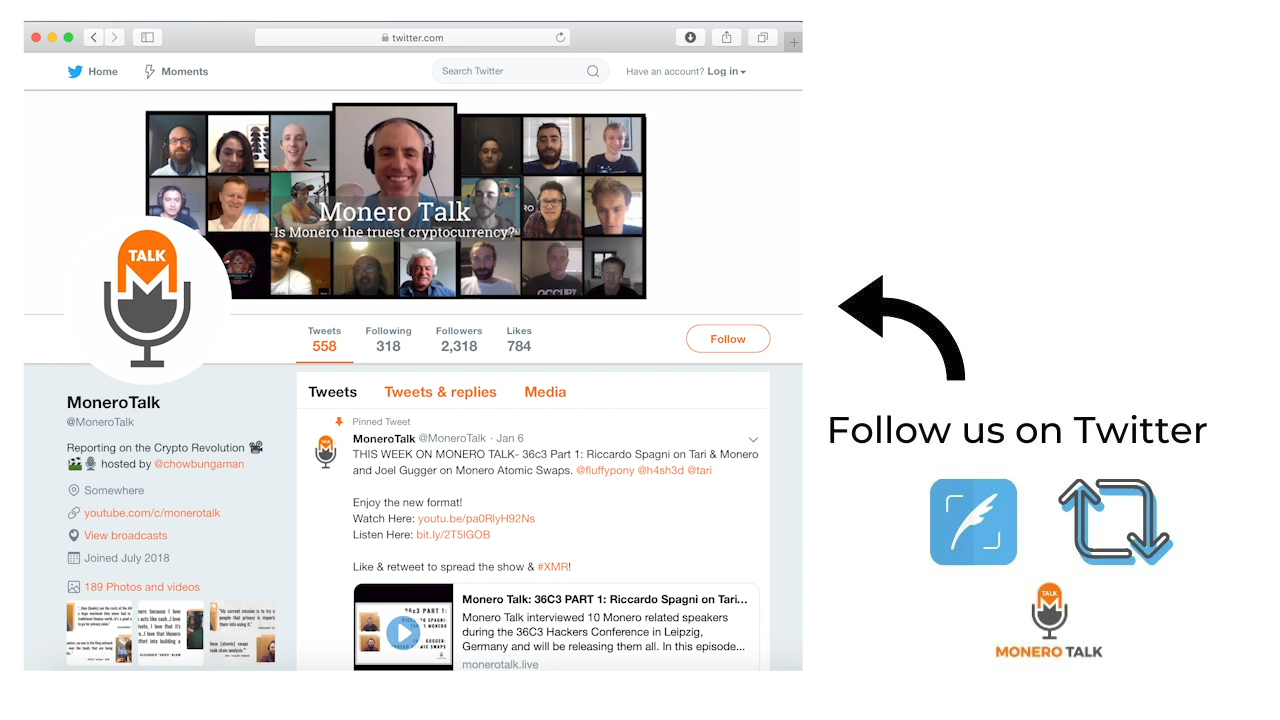 twitter.com
Home
Moments
Search Twitter
Have an account? Log in
Monero Talk
Is Monero the truest cryptocurrency?
OCCUPY
TALK
Tweets
Following
Followers
Likes
558
318
2,318
784
Follow
MoneroTalk
@MoneroTalk
Reporting on the Crypto Revolution
hosted by @chowbungaman
Somewhere
youtube.com/c/monerotalk
View broadcasts
Joined July 2018
189 Photos and videos
Tweets
Tweets & replies
Media
Pinned Tweet
MoneroTalk @MoneroTalk · Jan 6
THIS WEEK ON MONERO TALK- 36c3 Part 1: Riccardo Spagni on Tari & Monero
and Joel Gugger on Monero Atomic Swaps. @fluffypony @h4sh3d @tari
Enjoy the new format!
Watch Here: youtu.be/pa0RlyH92Ns
Listen Here: bit.ly/2T5IGOB
Like & retweet to spread the show & #XMR!
36C3 PART 1:
Monero Talk: 36C3 PART 1: Riccardo Spagni on Tari...
Monero Talk interviewed 10 Monero related speakers
during the 36C3 Hackers Conference in Leipzig,
Germany and will be releasing them all. In this episode...
monerotalk.live
Follow us on Twitter
TALK
MONERO TALK